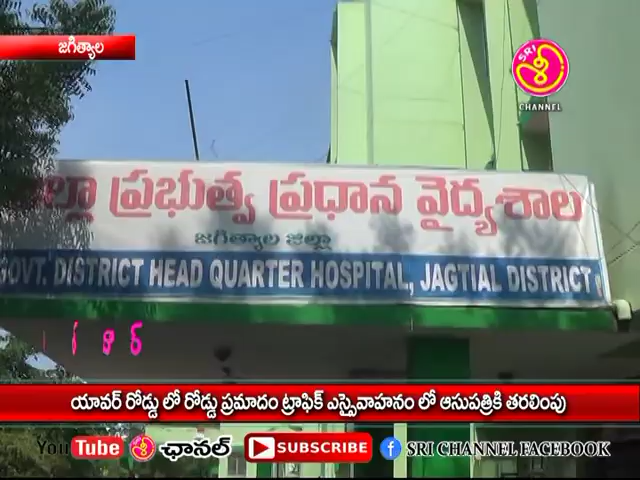 జగిత్యాల
SRI
శ్రీ
CHANNEL
జిల్లా ప్రభుత్వ ప్రధాన వైద్యశాల
జగిత్యాల జిల్లా
GOVT. DISTRICT HEAD QUARTER HOSPITAL, JAGTIAL DISTRICT
యావర్ రోడ్డు లో రోడ్డు ప్రమాదం ట్రాఫిక్ ఎస్సైవాహనం లో ఆసుపత్రికి తరలింపు
YouTube శ్రీ ఛానల్ SUBSCRIBE f SRI CHANNEL FACEBOOK